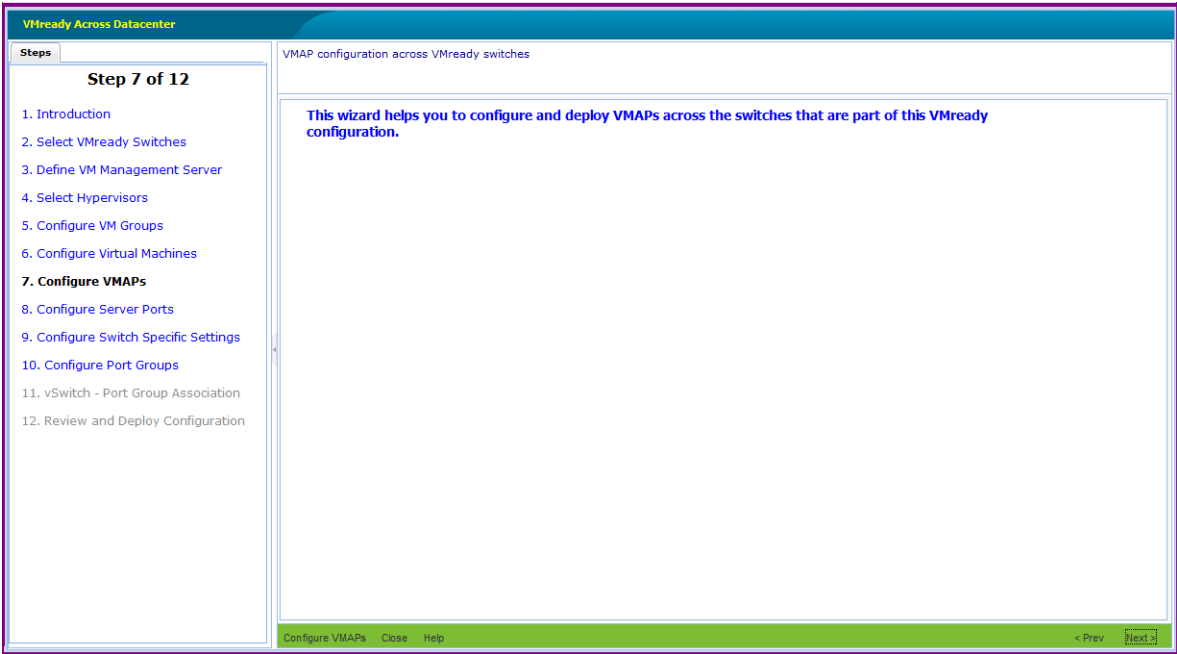 VMready Across Datacenter
Steps
Step 7 of 12
1. Introduction
2. Select VMready Switches
3. Define VM Management Server
4. Select Hypervisors
5. Configure VM Groups
6. Configure Virtual Machines
7. Configure VMAPs
8. Configure Server Ports
9. Configure Switch Specific Settings
10. Configure Port Groups
11. vSwitch - Port Group Association
12. Review and Deploy Configuration
VMAP configuration across VMready switches
This wizard helps you to configure and deploy VMAPs across the switches that are part of this VMready
configuration.
Configure VMAPs Close Help < Prev Next >